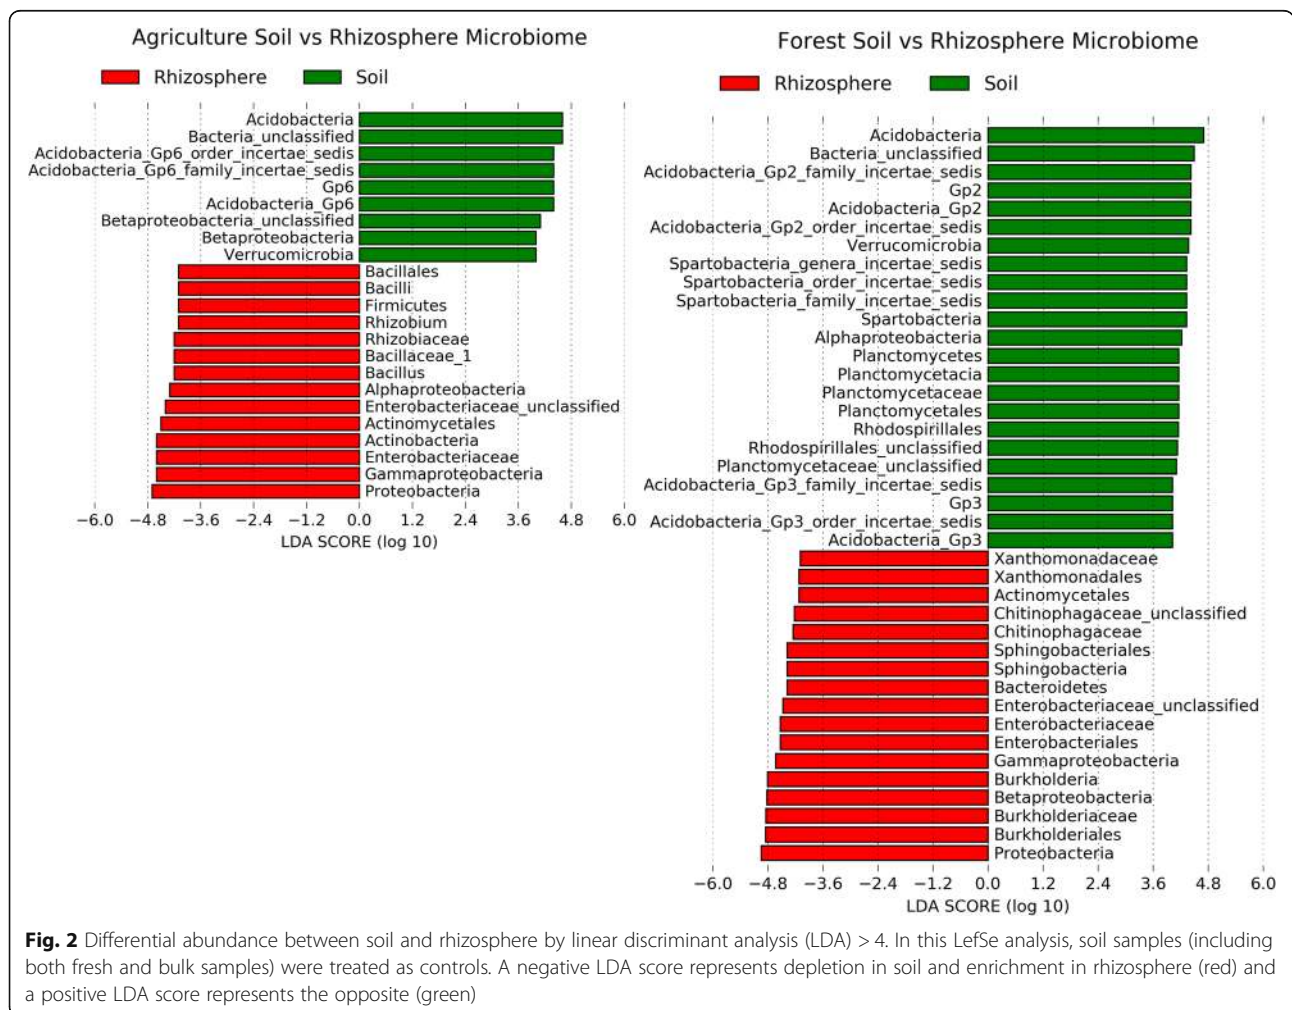 Agriculture Soil vs Rhizosphere Microbiome
Rhizosphere Soil
Acidobacteria
Bacteria_unclassified
Acidobacteria_Gp6_order_incertae_sedis
Acidobacteria_Gp6_family_incertae_sedis
Gp6
Acidobacteria_Gp6
Betaproteobacteria_unclassified
Betaproteobacteria
Verrucomicrobia
Bacillales
Bacilli
Firmicutes
Rhizobium
Rhizobiaceae
Bacillaceae_1
Bacillus
Alphaproteobacteria
Enterobacteriaceae_unclassified
Actinomycetales
Actinobacteria
Enterobacteriaceae
Gammaproteobacteria
Proteobacteria
−6.0 −4.8 −3.6 −2.4 −1.2 0.0 1.2 2.4 3.6 4.8 6.0
LDA SCORE (log 10)
Forest Soil vs Rhizosphere Microbiome
Rhizosphere Soil
Acidobacteria
Bacteria_unclassified
Acidobacteria_Gp2_family_incertae_sedis
Gp2
Acidobacteria_Gp2
Acidobacteria_Gp2_order_incertae_sedis
Verrucomicrobia
Spartobacteria_genera_incertae_sedis
Spartobacteria_order_incertae_sedis
Spartobacteria_family_incertae_sedis
Spartobacteria
Alphaproteobacteria
Planctomycetes
Planctomycetacia
Planctomycetaceae
Planctomycetales
Rhodospirillales
Rhodospirillales_unclassified
Planctomycetaceae_unclassified
Acidobacteria_Gp3_family_incertae_sedis
Gp3
Acidobacteria_Gp3_order_incertae_sedis
Acidobacteria_Gp3
Xanthomonadaceae
Xanthomonadales
Actinomycetales
Chitinophagaceae_unclassified
Chitinophagaceae
Sphingobacteriales
Sphingobacteria
Bacteroidetes
Enterobacteriaceae_unclassified
Enterobacteriaceae
Enterobacteriales
Gammaproteobacteria
Burkholderia
Betaproteobacteria
Burkholderiaceae
Burkholderiales
Proteobacteria
−6.0 −4.8 −3.6 −2.4 −1.2 0.0 1.2 2.4 3.6 4.8 6.0
LDA SCORE (log 10)
Fig. 2 Differential abundance between soil and rhizosphere by linear discriminant analysis (LDA) > 4. In this LefSe analysis, soil samples (including
both fresh and bulk samples) were treated as controls. A negative LDA score represents depletion in soil and enrichment in rhizosphere (red) and
a positive LDA score represents the opposite (green)